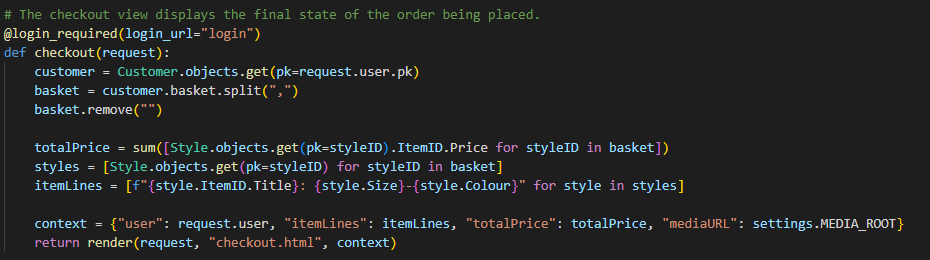 # The checkout view displays the final state of the order being placed.
@login_required(login_url="login")
def checkout(request):
    customer = Customer.objects.get(pk=request.user.pk)
    basket = customer.basket.split(",")
    basket.remove("")

    totalPrice = sum([Style.objects.get(pk=styleID).ItemID.Price for styleID in basket])
    styles = [Style.objects.get(pk=styleID) for styleID in basket]
    itemLines = [f"{style.ItemID.Title}: {style.Size}-{style.Colour}" for style in styles]

    context = {"user": request.user, "itemLines": itemLines, "totalPrice": totalPrice, "mediaURL": settings.MEDIA_ROOT}
    return render(request, "checkout.html", context)